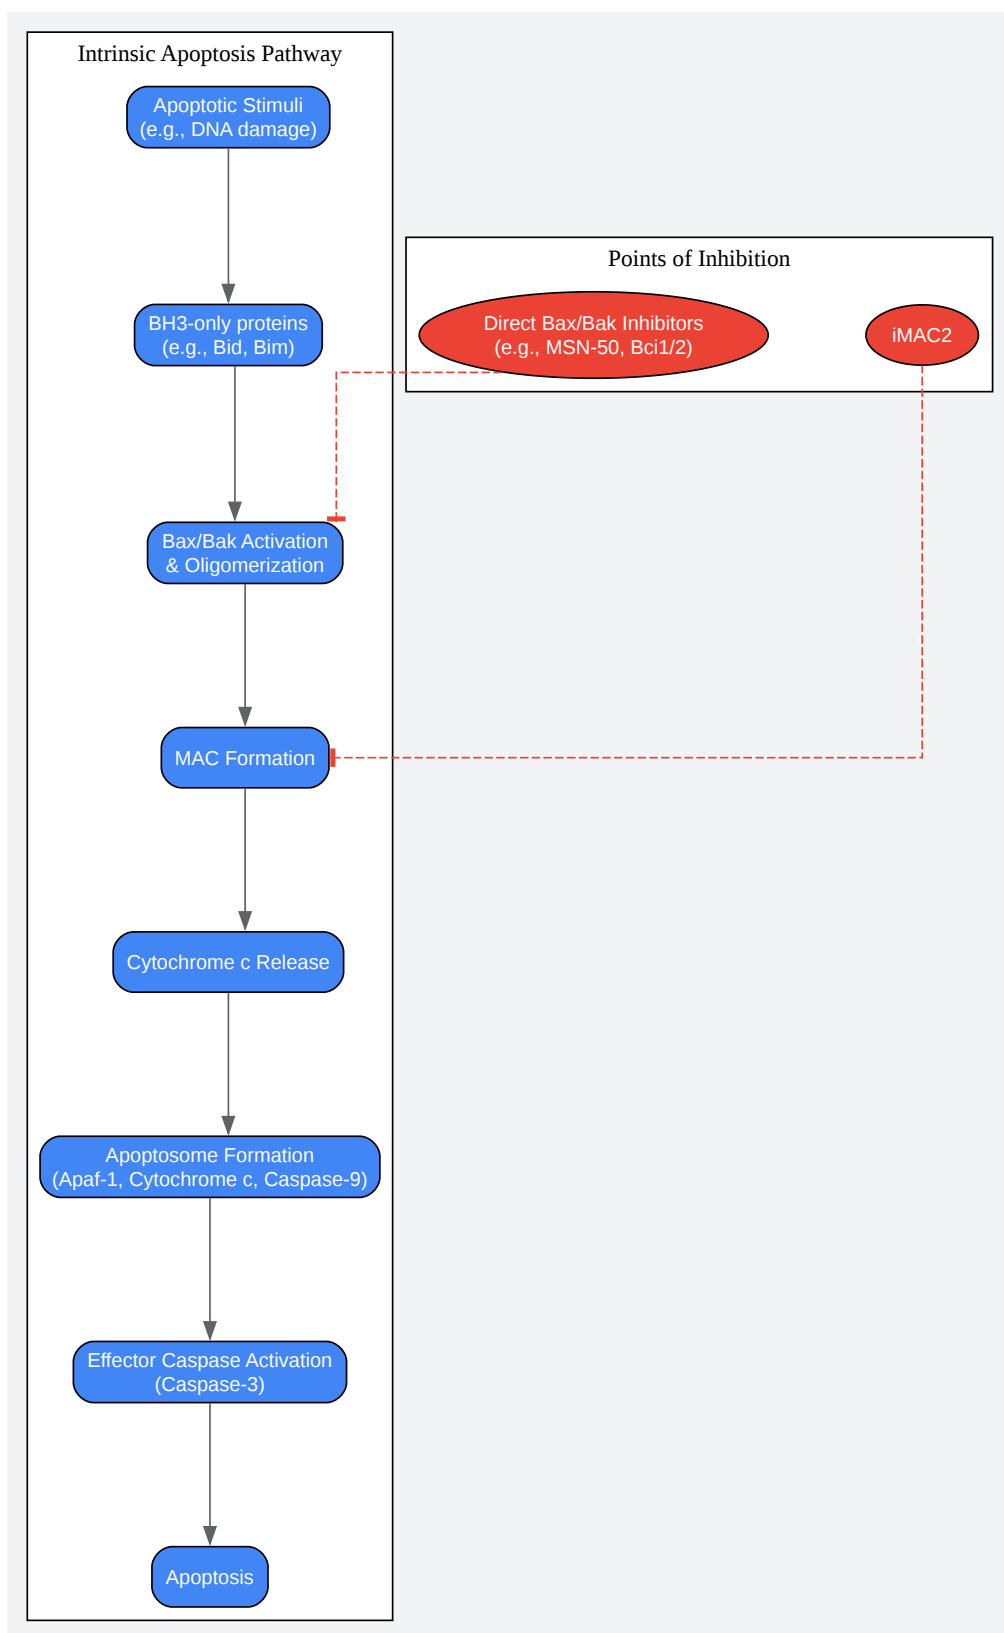 Intrinsic Apoptosis Pathway
Apoptotic Stimuli
(e.g., DNA damage)
BH3-only proteins
(e.g., Bid, Bim)
Bax/Bak Activation
& Oligomerization
MAC Formation
Cytochrome c Release
Apoptosome Formation
(Apaf-1, Cytochrome c, Caspase-9)
Effector Caspase Activation
(Caspase-3)
Apoptosis
Points of Inhibition
Direct Bax/Bak Inhibitors
(e.g., MSN-50, Bci1/2)
iMAC2